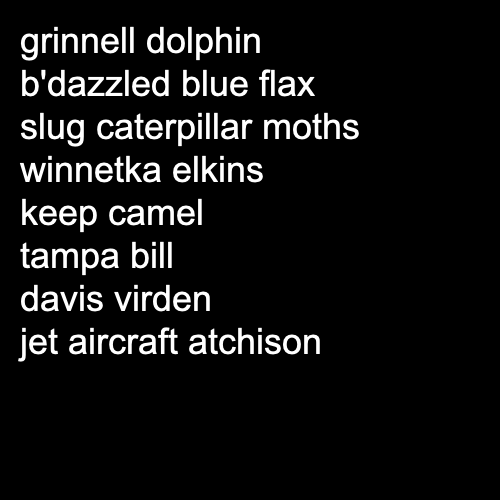 grinnell dolphin
b'dazzled blue flax
slug caterpillar moths
winnetka elkins
keep camel
tampa bill
davis virden
jet aircraft atchison